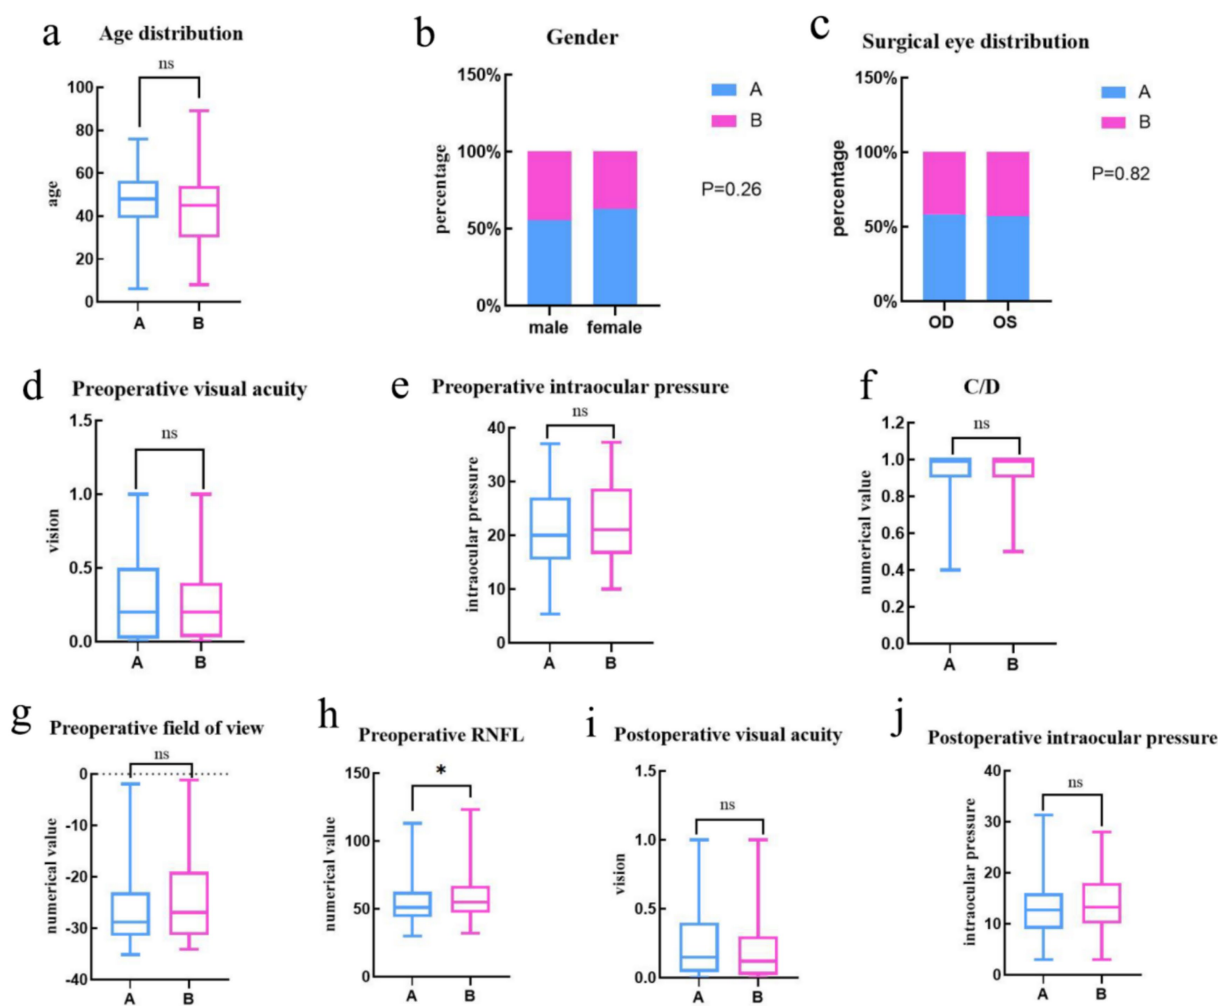 a
Age distribution
ns
100
80
60
40
20
0
age
A
B
b
Gender
150%
100%
50%
0%
percentage
male
female
A
B
P=0.26
c
Surgical eye distribution
150%
100%
50%
0%
percentage
OD
OS
A
B
P=0.82
d
Preoperative visual acuity
ns
1.5
1.0
0.5
0.0
vision
A
B
e
Preoperative intraocular pressure
ns
40
30
20
10
0
intraocular pressure
A
B
f
C/D
ns
1.2
1.0
0.8
0.6
0.4
0.2
0.0
numerical value
A
B
g
Preoperative field of view
ns
0
-10
-20
-30
-40
numerical value
A
B
h
Preoperative RNFL
*
150
100
50
0
numerical value
A
B
i
Postoperative visual acuity
ns
1.5
1.0
0.5
0.0
vision
A
B
j
Postoperative intraocular pressure
ns
40
30
20
10
0
intraocular pressure
A
B